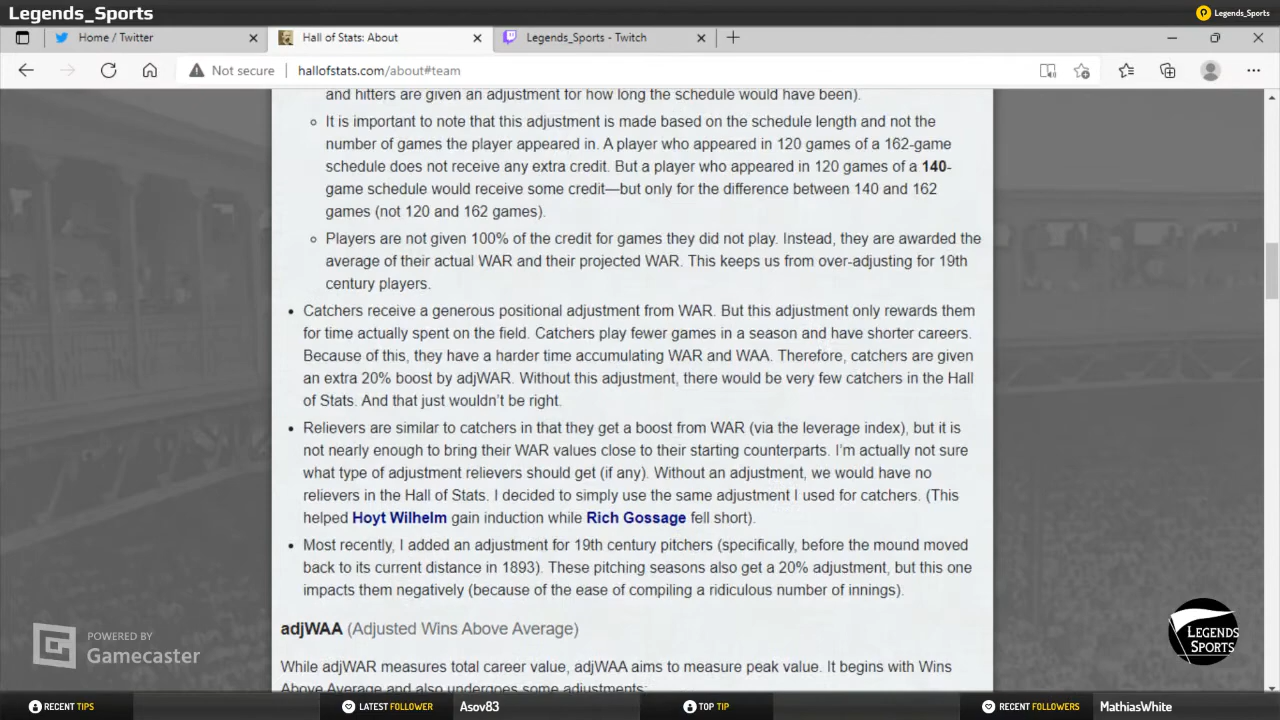 Legends_Sports
Legends_Sports
Home / Twitter
Hall of Stats: About
Legends_Sports - Twitch
Not secure
hallofstats.com/about#team
and hitters are given an adjustment for how long the schedule would have been).
It is important to note that this adjustment is made based on the schedule length and not the
number of games the player appeared in. A player who appeared in 120 games of a 162-game
schedule does not receive any extra credit. But a player who appeared in 120 games of a 140-
game schedule would receive some credit—but only for the difference between 140 and 162
games (not 120 and 162 games).
Players are not given 100% of the credit for games they did not play. Instead, they are awarded the
average of their actual WAR and their projected WAR. This keeps us from over-adjusting for 19th
century players.
Catchers receive a generous positional adjustment from WAR. But this adjustment only rewards them
for time actually spent on the field. Catchers play fewer games in a season and have shorter careers.
Because of this, they have a harder time accumulating WAR and WAA. Therefore, catchers are given
an extra 20% boost by adjWAR. Without this adjustment, there would be very few catchers in the Hall
of Stats. And that just wouldn't be right.
Relievers are similar to catchers in that they get a boost from WAR (via the leverage index), but it is
not nearly enough to bring their WAR values close to their starting counterparts. I'm actually not sure
what type of adjustment relievers should get (if any). Without an adjustment, we would have no
relievers in the Hall of Stats. I decided to simply use the same adjustment I used for catchers. (This
helped Hoyt Wilhelm gain induction while Rich Gossage fell short).
Most recently, I added an adjustment for 19th century pitchers (specifically, before the mound moved
back to its current distance in 1893). These pitching seasons also get a 20% adjustment, but this one
impacts them negatively (because of the ease of compiling a ridiculous number of innings).
adjWAA (Adjusted Wins Above Average)
While adjWAR measures total career value, adjWAA aims to measure peak value. It begins with Wins
Above Average and also undergoes some adjustments:
POWERED BY
Gamecaster
LEGENDS
SPORTS
RECENT TIPS
LATEST FOLLOWER
Asov83
TOP TIP
RECENT FOLLOWERS
MathiasWhite